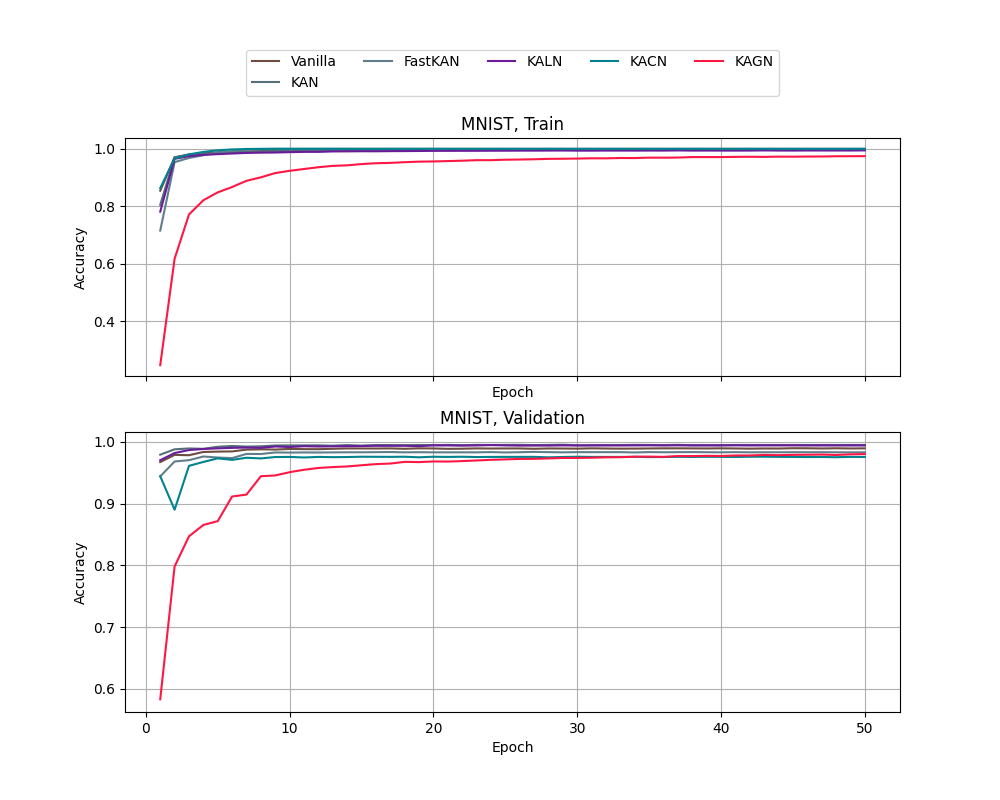 Vanilla FastKAN KALN KACN KAGN
KAN
MNIST, Train
1.0
0.8
0.6
0.4
Accuracy
Epoch
MNIST, Validation
1.0
0.9
0.8
0.7
0.6
Accuracy
0 10 20 30 40 50
Epoch